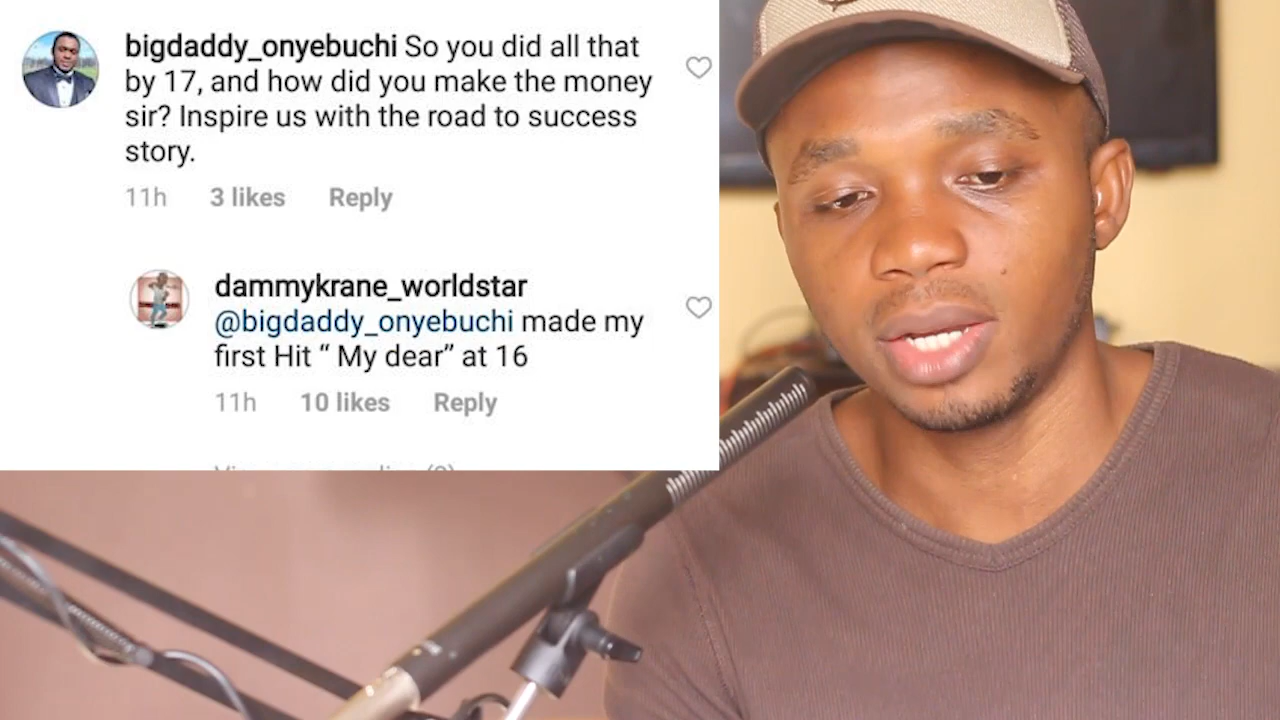 bigdaddy_onyebuchi So you did all that
by 17, and how did you make the money
sir? Inspire us with the road to success
story.
11h 3 likes Reply
dammykrane_worldstar
@bigdaddy_onyebuchi made my
first Hit “ My dear” at 16
11h 10 likes Reply